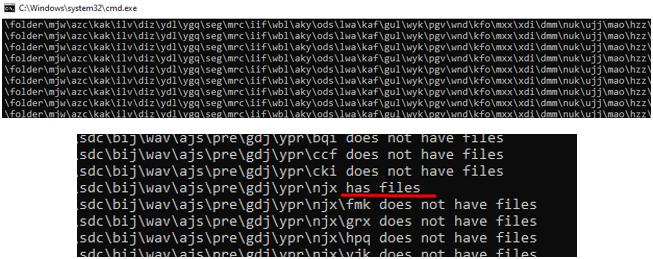 C:\Windows\system32\cmd.exe
\folder\mjw\azc\kak\ilv\diz\ydl\ygq\seg\mrc\iif\wbl\aky\ods\lwa\kaf\gul\wyk\pgv\wnd\kfo\mxx\xdi\dmm\nuk\ujj\mao\hzz\
\folder\mjw\azc\kak\ilv\diz\ydl\ygq\seg\mrc\iif\wbl\aky\ods\lwa\kaf\gul\wyk\pgv\wnd\kfo\mxx\xdi\dmm\nuk\ujj\mao\hzz\
\folder\mjw\azc\kak\ilv\diz\ydl\ygq\seg\mrc\iif\wbl\aky\ods\lwa\kaf\gul\wyk\pgv\wnd\kfo\mxx\xdi\dmm\nuk\ujj\mao\hzz\
\folder\mjw\azc\kak\ilv\diz\ydl\ygq\seg\mrc\iif\wbl\aky\ods\lwa\kaf\gul\wyk\pgv\wnd\kfo\mxx\xdi\dmm\nuk\ujj\mao\hzz\
\folder\mjw\azc\kak\ilv\diz\ydl\ygq\seg\mrc\iif\wbl\aky\ods\lwa\kaf\gul\wyk\pgv\wnd\kfo\mxx\xdi\dmm\nuk\ujj\mao\hzz\
\folder\mjw\azc\kak\ilv\diz\ydl\ygq\seg\mrc\iif\wbl\aky\ods\lwa\kaf\gul\wyk\pgv\wnd\kfo\mxx\xdi\dmm\nuk\ujj\mao\hzz\
\folder\mjw\azc\kak\ilv\diz\ydl\ygq\seg\mrc\iif\wbl\aky\ods\lwa\kaf\gul\wyk\pgv\wnd\kfo\mxx\xdi\dmm\nuk\ujj\mao\hzz\
\folder\mjw\azc\kak\ilv\diz\ydl\ygq\seg\mrc\iif\wbl\aky\ods\lwa\kaf\gul\wyk\pgv\wnd\kfo\mxx\xdi\dmm\nuk\ujj\mao\hzz\
\sdc\bij\wav\ajs\pre\gdj\ypr\bqi does not have files
\sdc\bij\wav\ajs\pre\gdj\ypr\ccf does not have files
\sdc\bij\wav\ajs\pre\gdj\ypr\cki does not have files
\sdc\bij\wav\ajs\pre\gdj\ypr\njx has files
\sdc\bij\wav\ajs\pre\gdj\ypr\njx\fmk does not have files
\sdc\bij\wav\ajs\pre\gdj\ypr\njx\grx does not have files
\sdc\bij\wav\ajs\pre\gdj\ypr\njx\hpq does not have files
\sdc\bij\wav\ajs\pre\gdj\ypr\njx\vjk does not have files